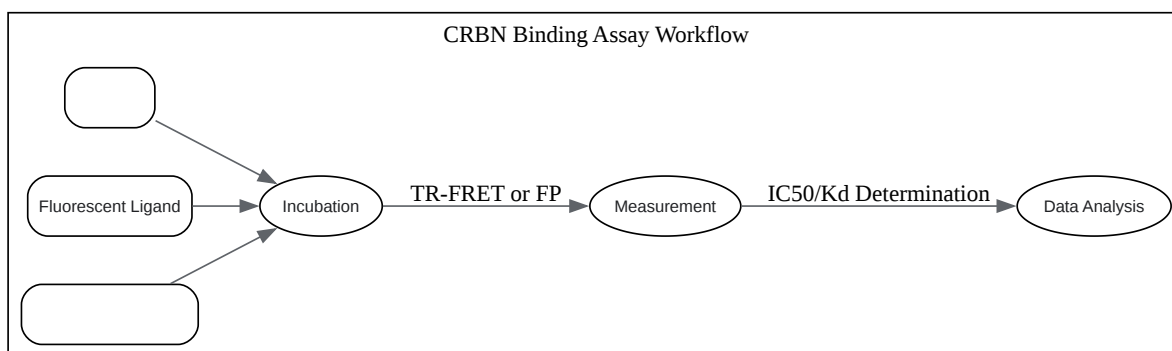 CRBN Binding Assay Workflow
Fluorescent Ligand
Incubation
TR-FRET or FP
Measurement
IC50/Kd Determination
Data Analysis